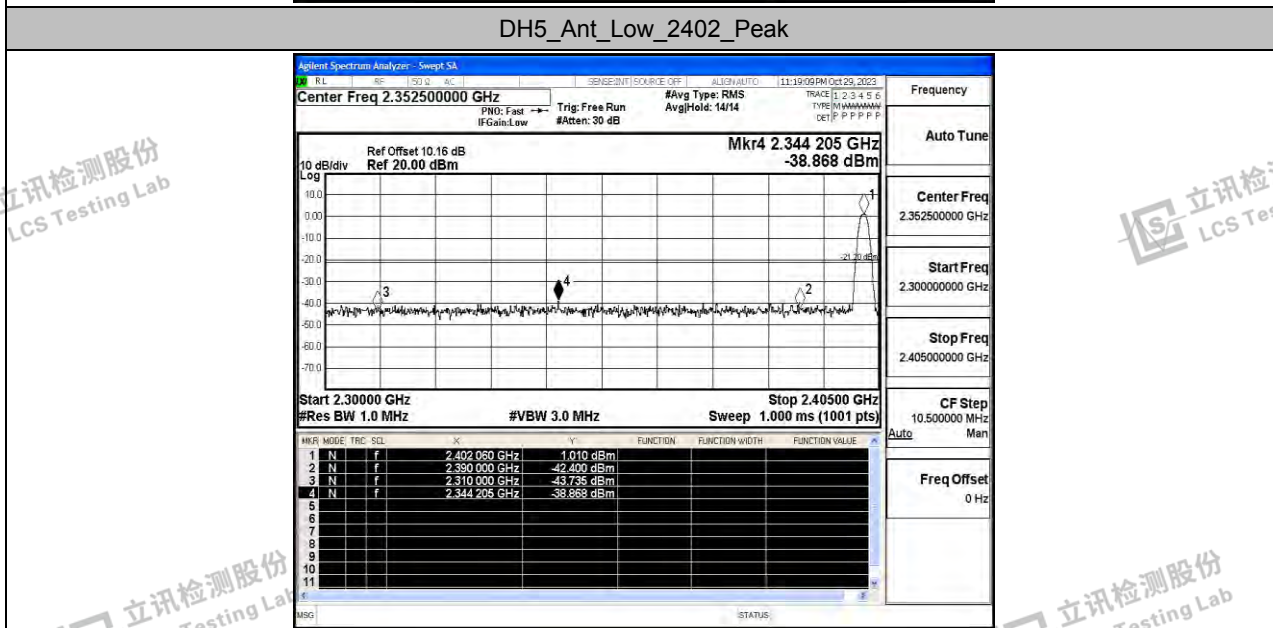 DH5_Ant_Low_2402_Peak
Agilent Spectrum Analyzer - Swept SA
RL RF 50 Ω AC SENSE:INT SOURCE OFF ALIGN AUTO 11:19:09 PM Oct 29, 2023
Center Freq 2.352500000 GHz
PNO: Fast
IFGain:Low
Trig: Free Run
#Atten: 30 dB
#Avg Type: RMS
Avg|Hold: 14/14
TRACE 1 2 3 4 5 6
TYPE M WWWWW
DET P P P P P P
Ref Offset 10.16 dB
10 dB/div Ref 20.00 dBm
Log
Mkr4 2.344 205 GHz
-38.868 dBm
10.0
0.00
-10.0
-20.0
-30.0
-40.0
-50.0
-60.0
-70.0
1
-21.20 dBm
2
3
4
Start 2.30000 GHz Stop 2.40500 GHz
#Res BW 1.0 MHz #VBW 3.0 MHz Sweep 1.000 ms (1001 pts)
MKR MODE TRC SCL X Y FUNCTION FUNCTION WIDTH FUNCTION VALUE
1 N f 2.402 060 GHz 1.010 dBm
2 N f 2.390 000 GHz -42.400 dBm
3 N f 2.310 000 GHz -43.735 dBm
4 N f 2.344 205 GHz -38.868 dBm
5
6
7
8
9
10
11
MSG STATUS
Frequency
Auto Tune
Center Freq
2.352500000 GHz
Start Freq
2.300000000 GHz
Stop Freq
2.405000000 GHz
CF Step
10.500000 MHz
Auto Man
Freq Offset
0 Hz
立讯检测股份
LCS Testing Lab
立讯检
LCS Tes
立讯检测股份
sting Lab
立讯检测股份
sting Lab